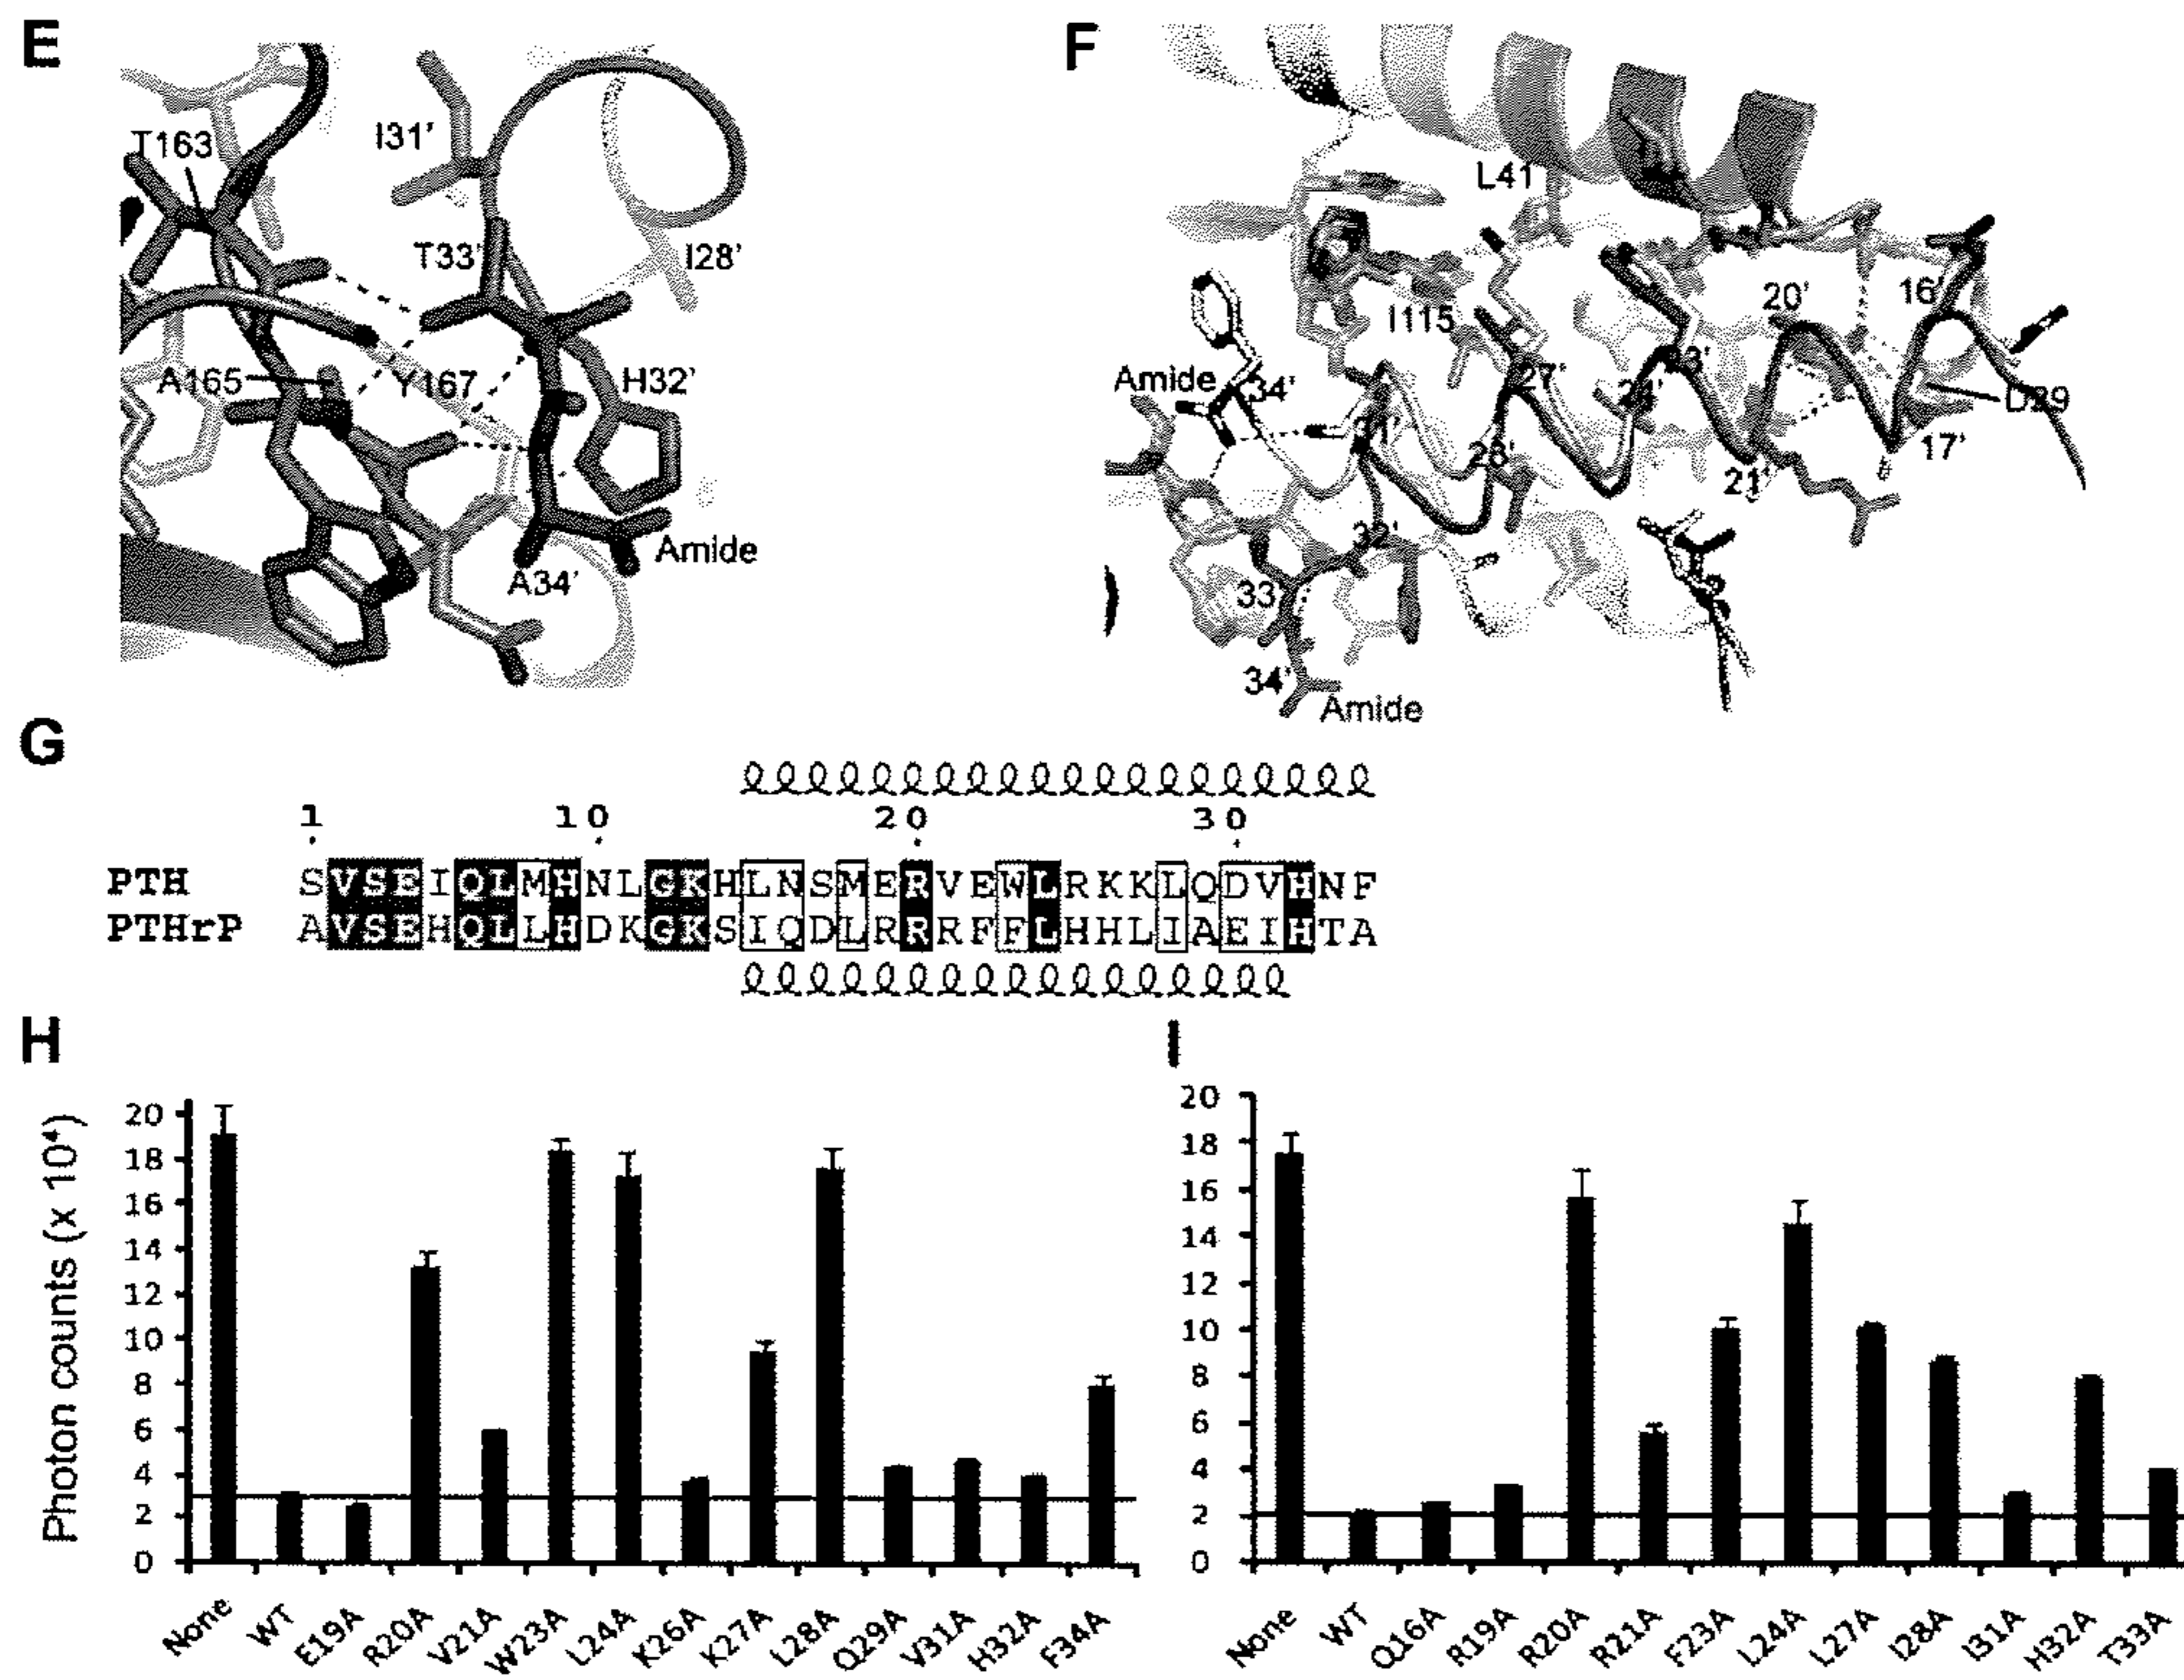 E
T163
I31'
T33'
I28'
A165
Y167
H32'
Amide
A34'
F
L41
I115
20'
16'
Amide
34'
27'
24'
23'
D29
31'
28'
21'
17'
32'
33'
34'
Amide
G
1 10 20 30
PTH SVSEIQLMHNLGKHLNSMERVEWLRKKLQDVHNF
PTHrP AVSEHQLLHDKGKSIQDLRRRFFLHHLIAEIHTA
H
Photon counts (x 10⁴)
20
18
16
14
12
10
8
6
4
2
0
None WT E19A R20A V21A W23A L24A K26A K27A L28A Q29A V31A H32A F34A
I
20
18
16
14
12
10
8
6
4
2
0
None WT Q16A R19A R20A R21A F23A L24A L27A I28A I31A H32A T33A